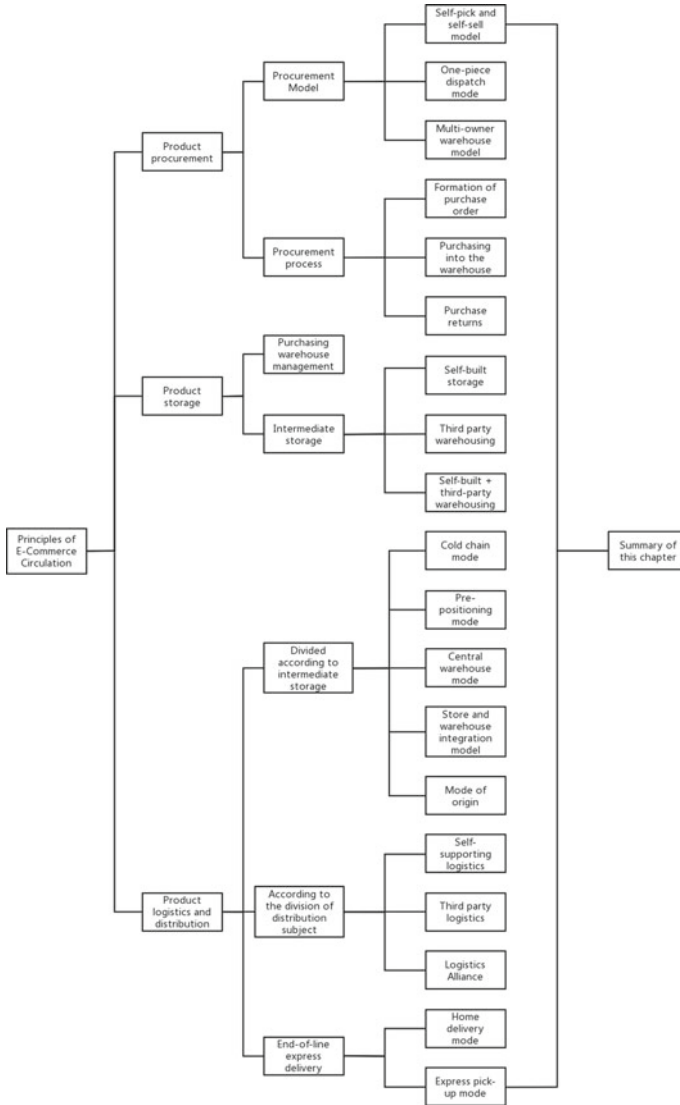 Principles of
E-Commerce
Circulation
Product
procurement
Procurement
Model
Self-pick and
self-sell
model
One-piece
dispatch
mode
Multi-owner
warehouse
model
Procurement
process
Formation of
purchase
order
Purchasing
into the
warehouse
Purchase
returns
Product
storage
Purchasing
warehouse
management
Intermediate
storage
Self-built
storage
Third party
warehousing
Self-built +
third-party
warehousing
Product
logistics and
distribution
Divided
according to
intermediate
storage
Cold chain
mode
Pre-
positioning
mode
Central
warehouse
mode
Store and
warehouse
integration
model
Mode of
origin
According to
the division of
distribution
subject
Self-
supporting
logistics
Third party
logistics
Logistics
Alliance
End-of-line
express
delivery
Home
delivery
mode
Express pick-
up mode
Summary of
this chapter